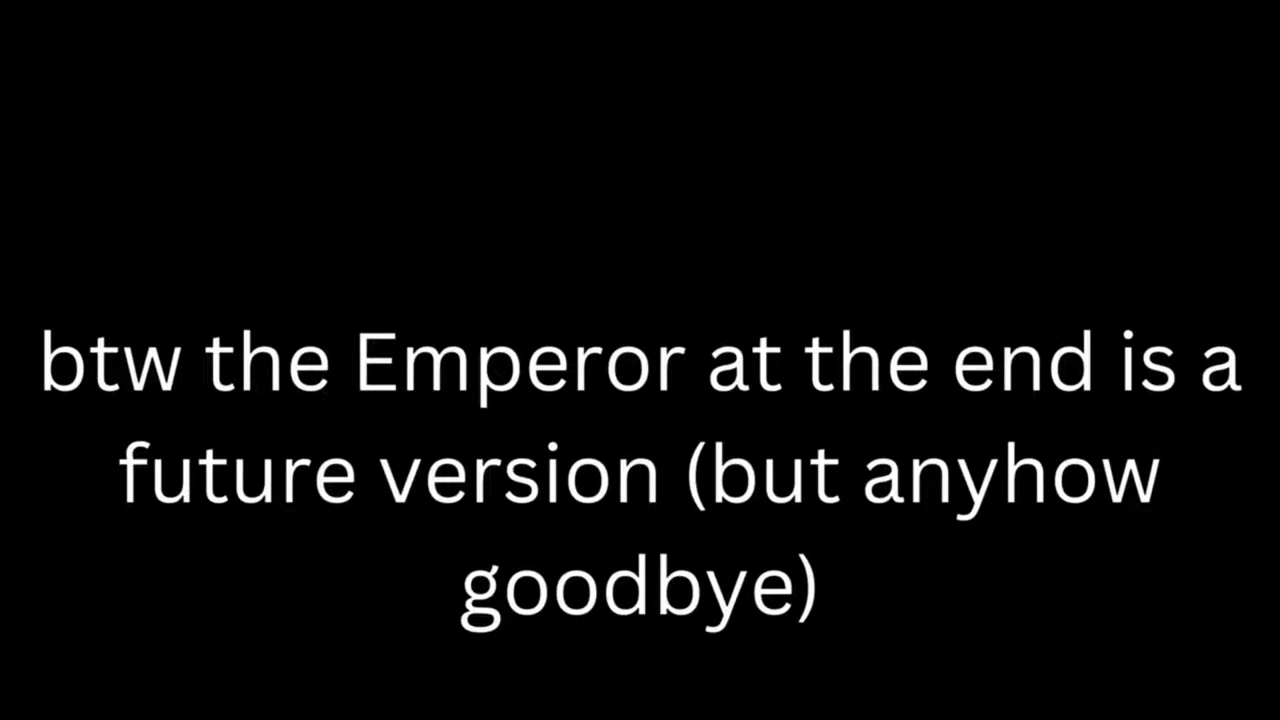 btw the Emperor at the end is a
future version (but anyhow
goodbye)